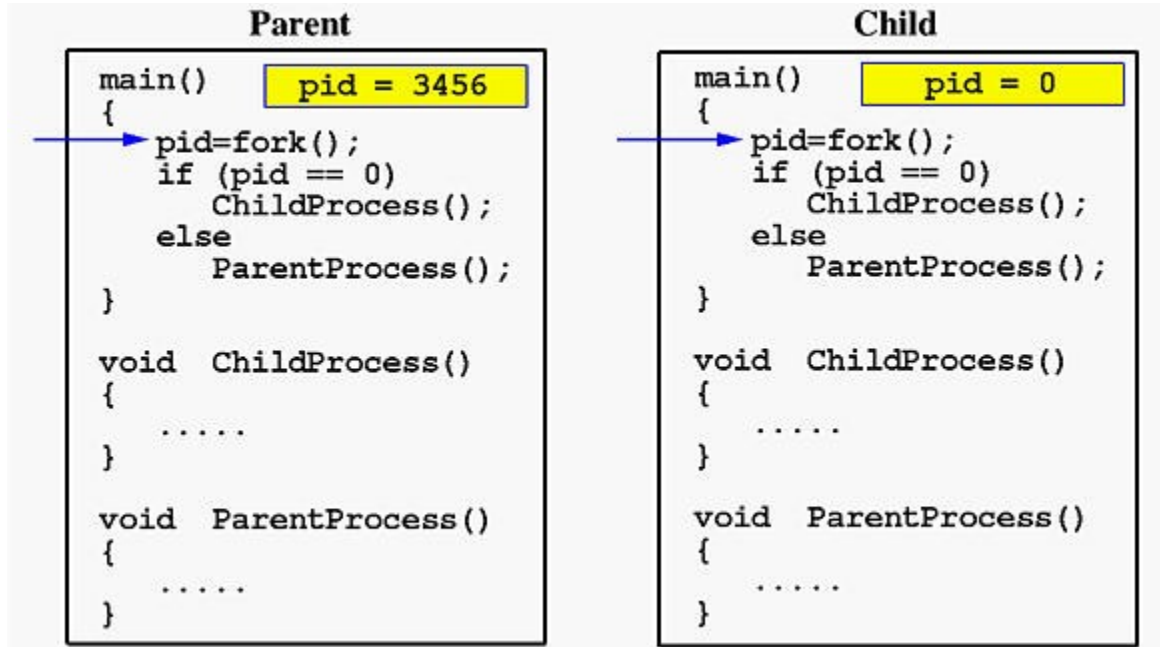 Parent
main()
pid = 3456
{
pid=fork();
if (pid == 0)
ChildProcess();
else
ParentProcess();
}
void ChildProcess()
{
.....
}
void ParentProcess()
{
.....
}
Child
main()
pid = 0
{
pid=fork();
if (pid == 0)
ChildProcess();
else
ParentProcess();
}
void ChildProcess()
{
.....
}
void ParentProcess()
{
.....
}